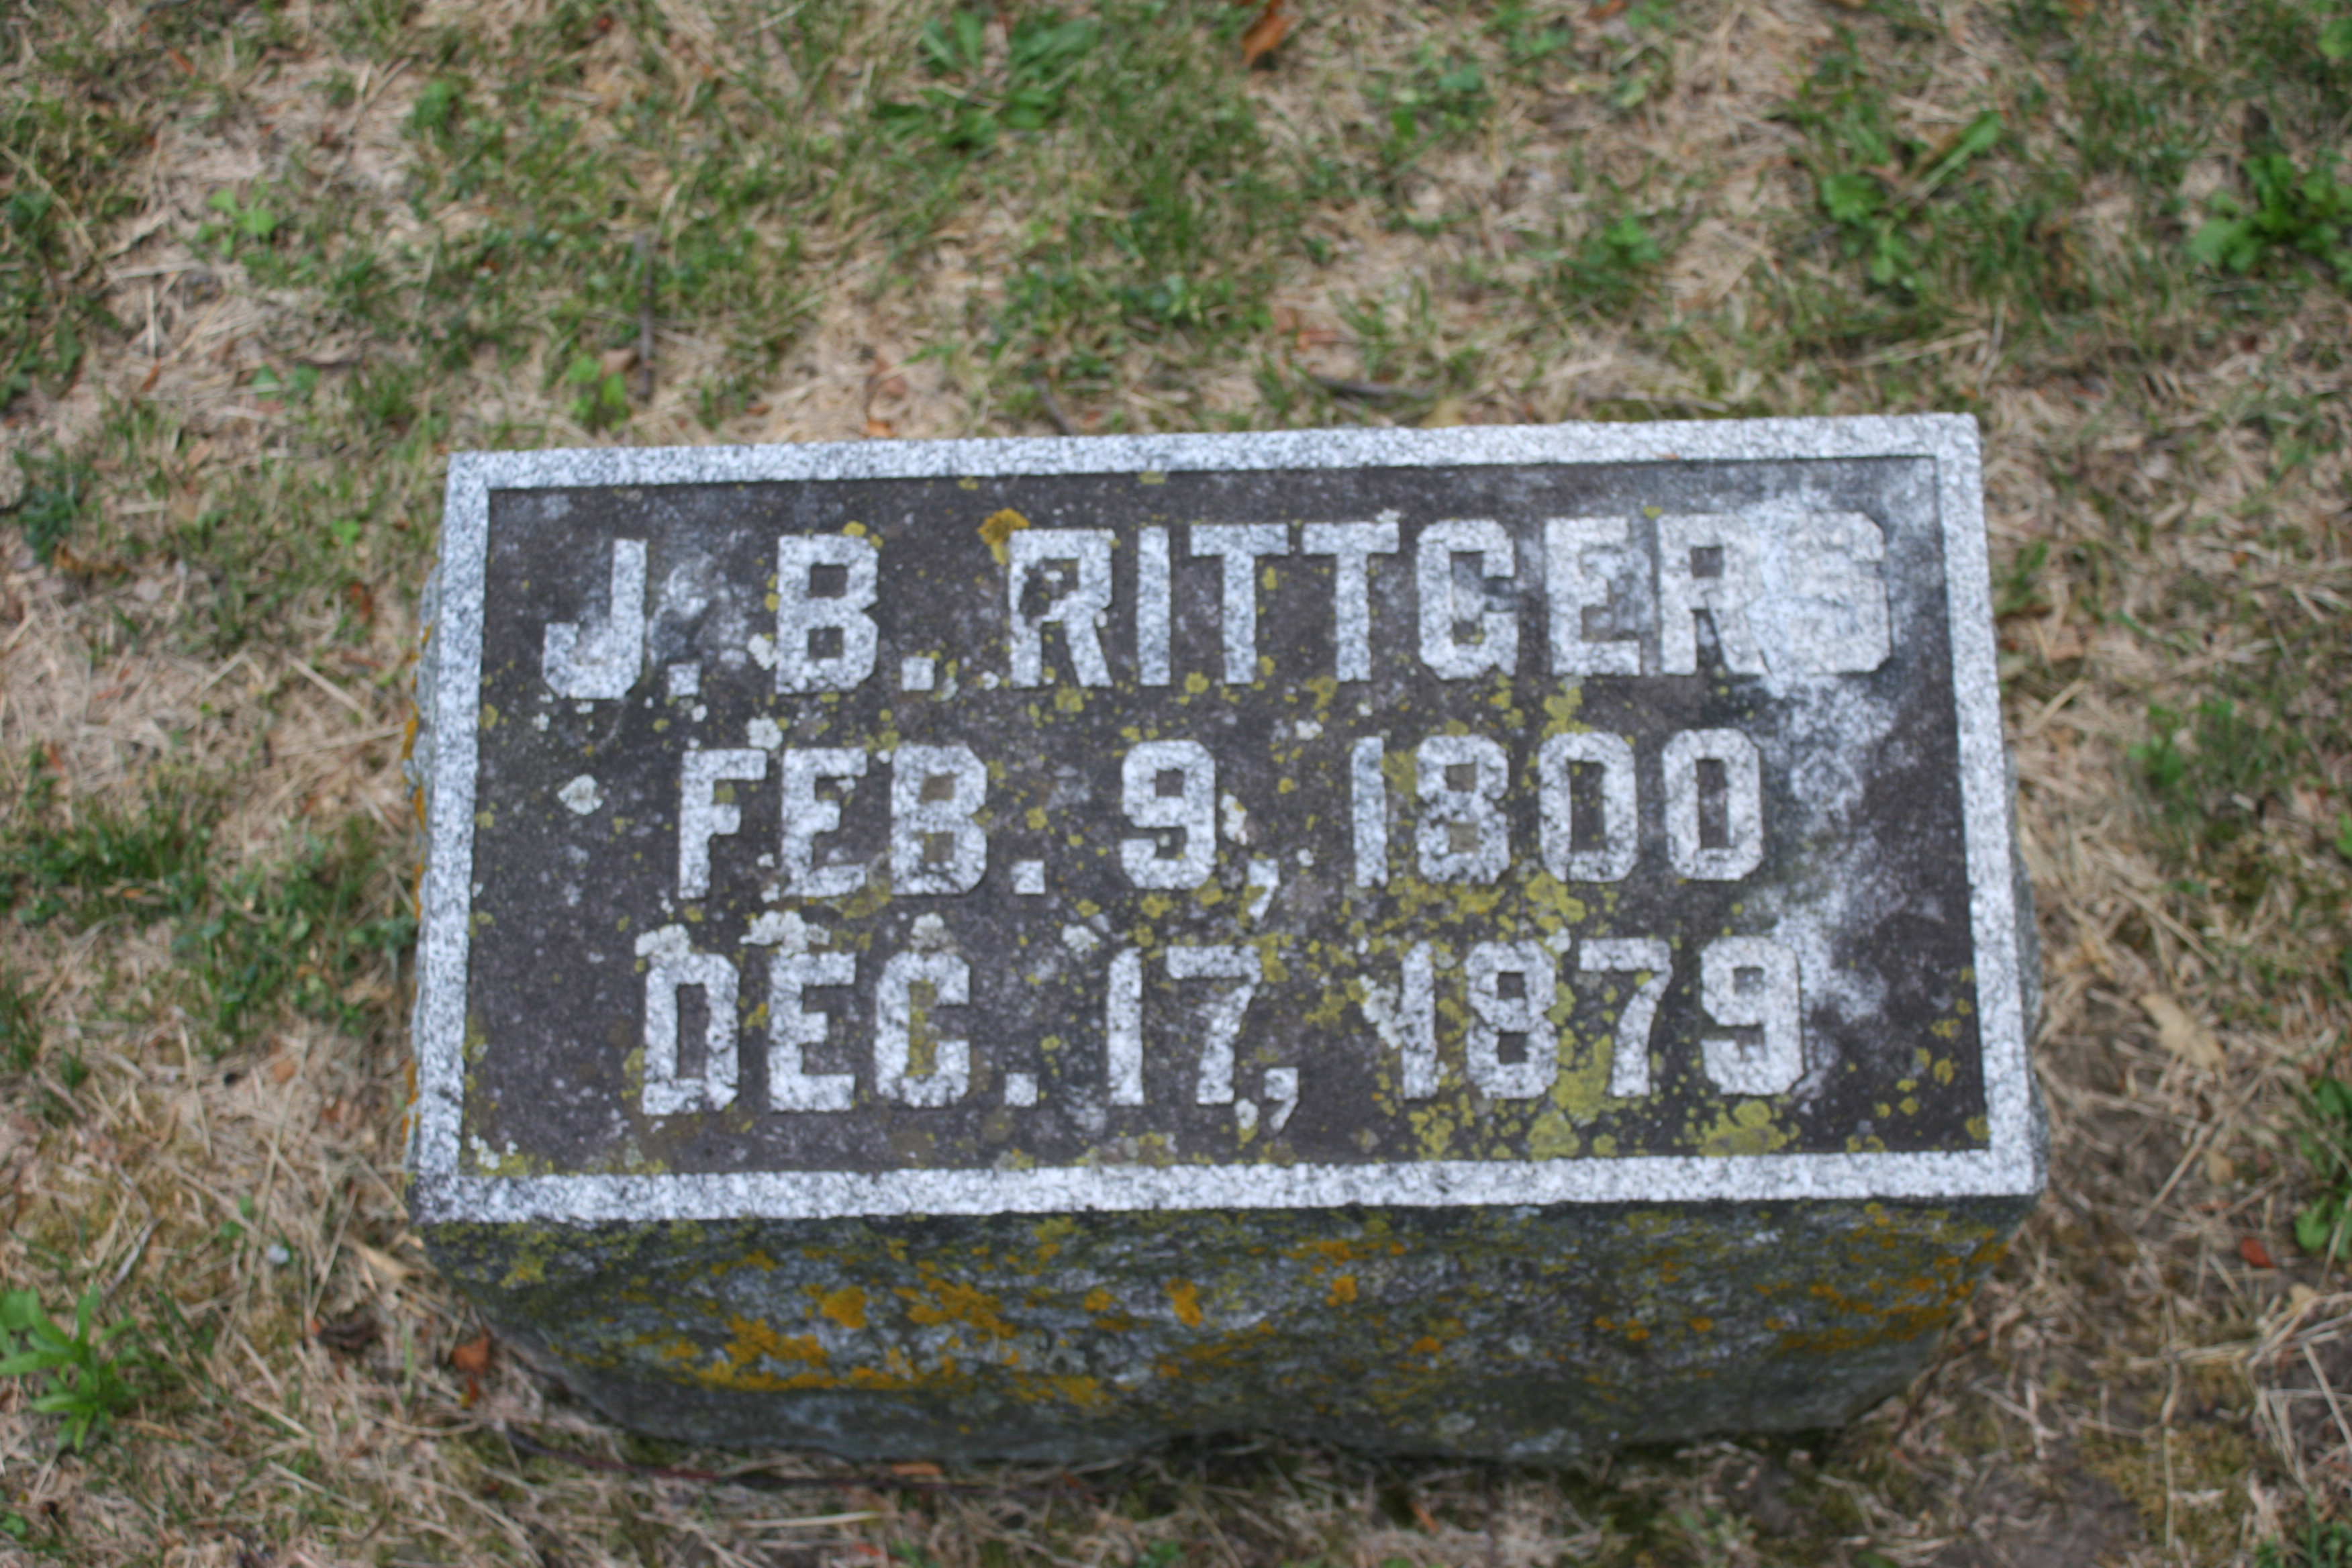 J. B. RITTGERS
FEB. 9, 1800
DEC. 17, 1879